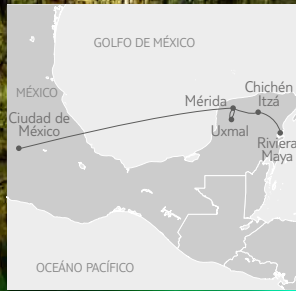 GOLFO DE MÉXICO
MÉXICO
Chichén
Itzá
Mérida
Ciudad de
México
Uxmal
Riviera
Maya
OCEÁNO PACÍFICO